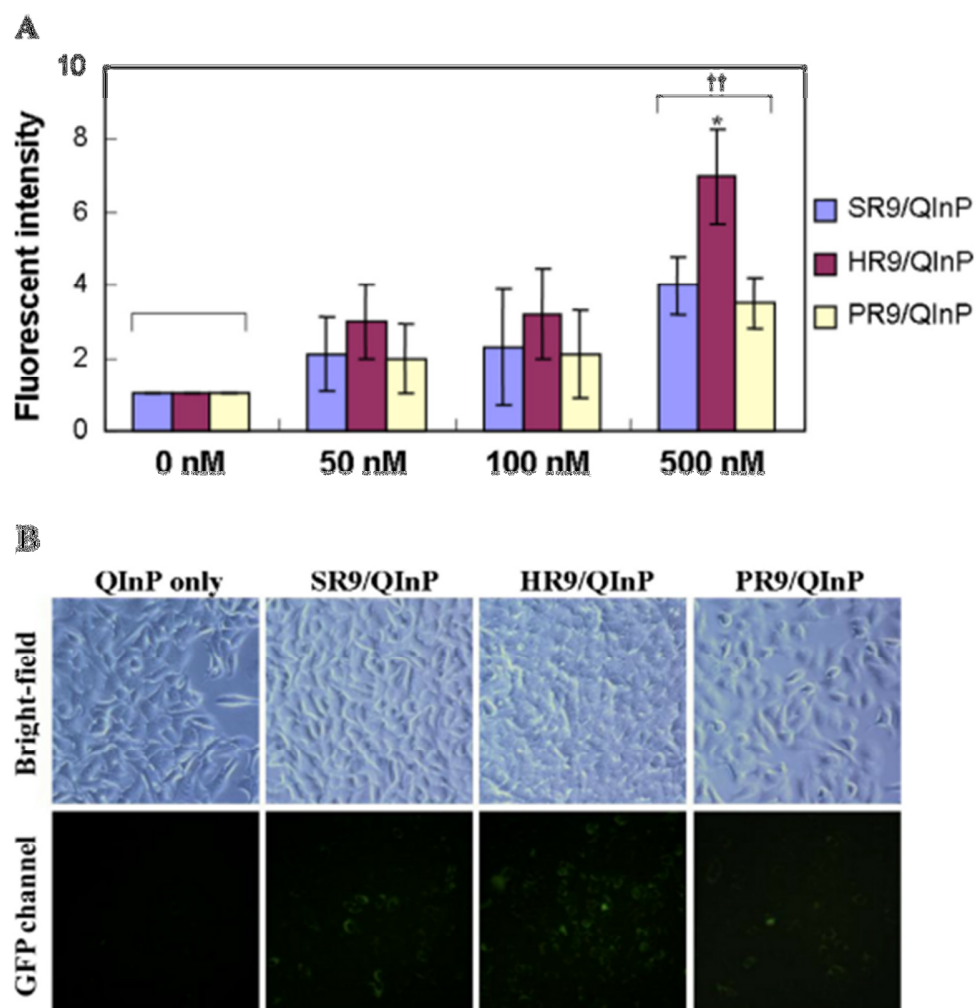 A
Fluorescent intensity
10
8
6
4
2
0
††
*
0 nM 50 nM 100 nM 500 nM
SR9/QInP
HR9/QInP
PR9/QInP
B
QInP only SR9/QInP HR9/QInP PR9/QInP
Bright-field
GFP channel